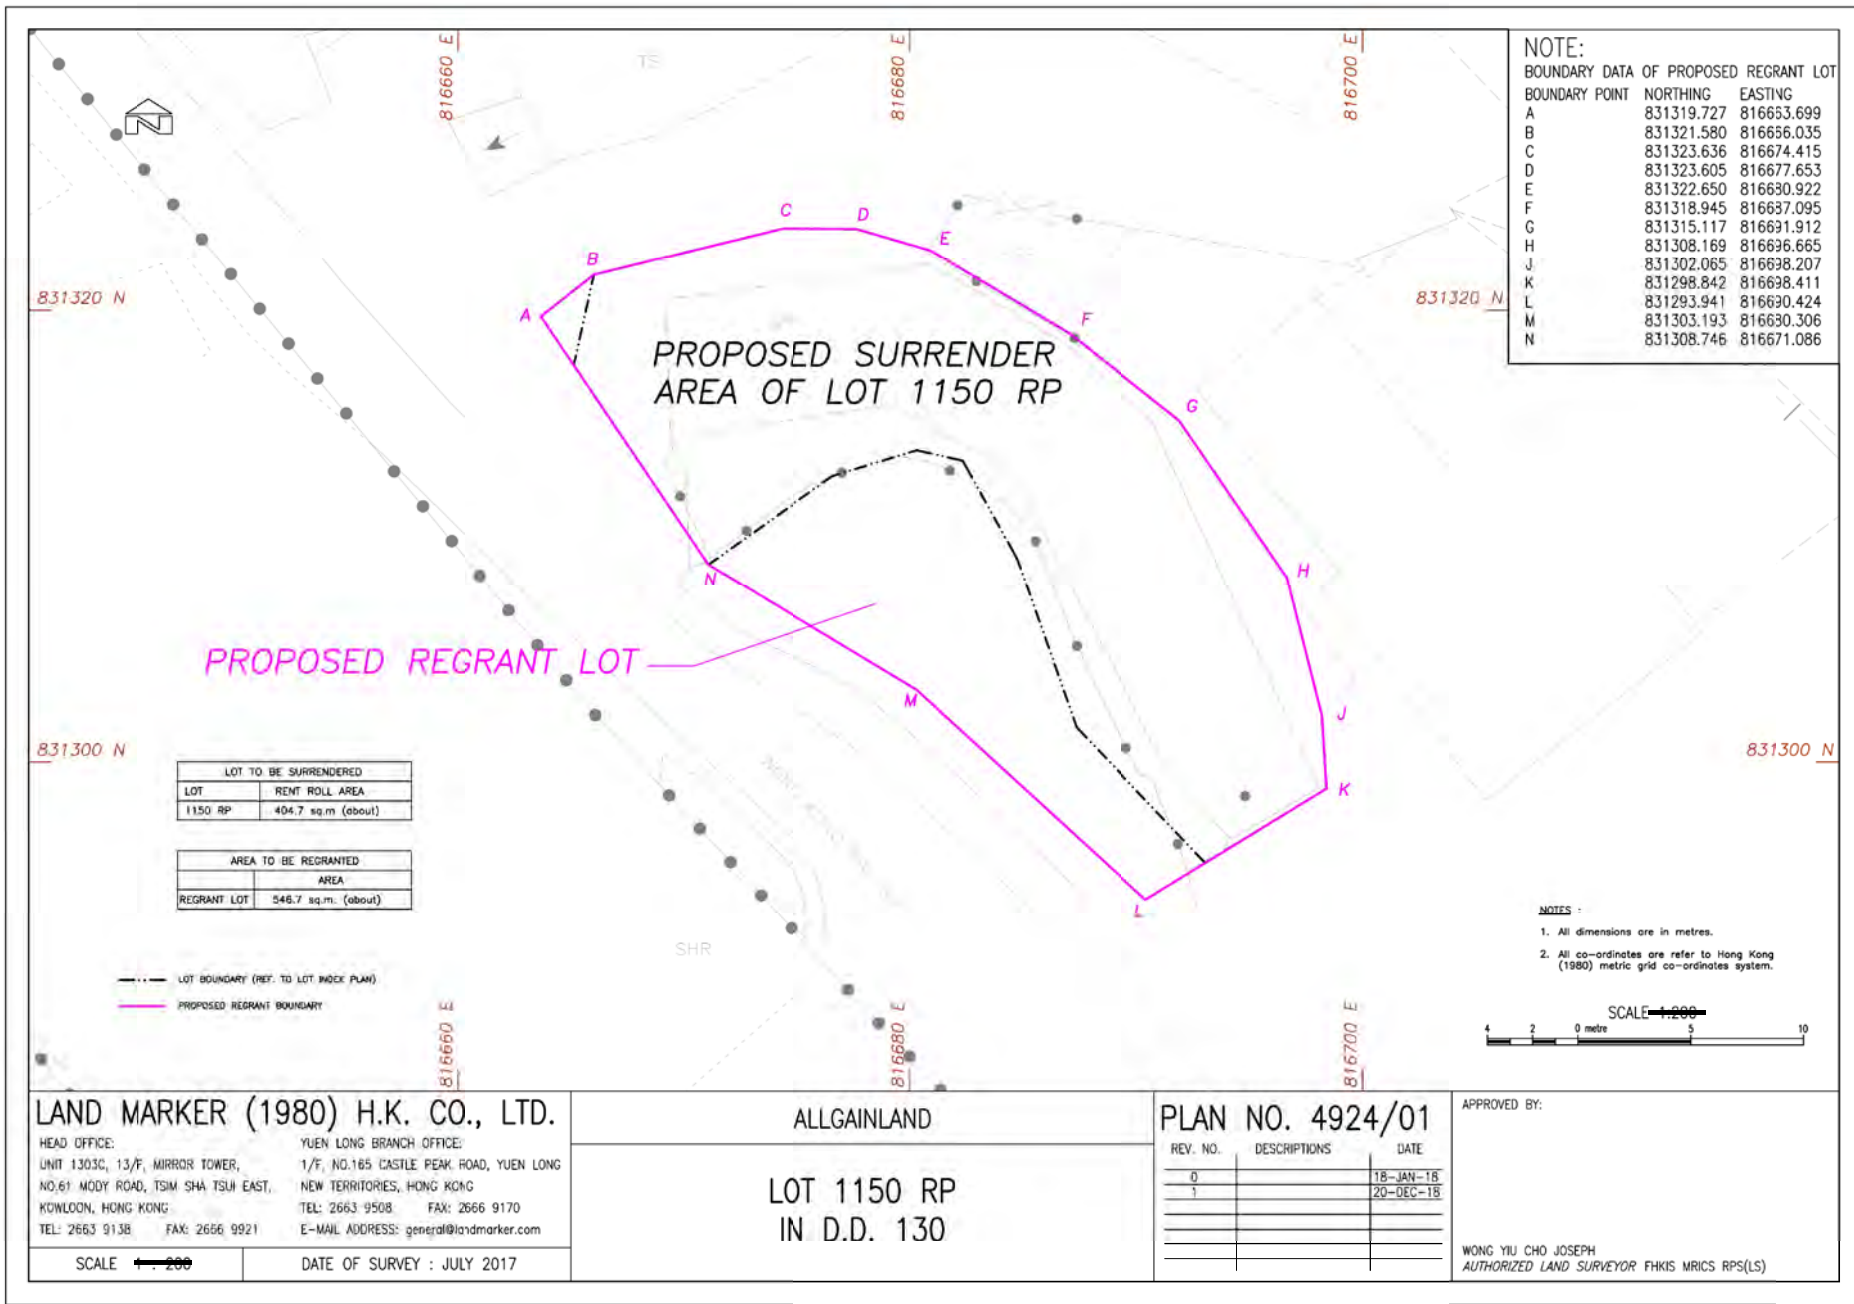 816660 E
816680 E
816700 E
TS
N
NOTE:
BOUNDARY DATA OF PROPOSED REGRANT LOT
BOUNDARY POINT NORTHING EASTING
A 831319.727 816663.699
B 831321.580 816666.035
C 831323.636 816674.415
D 831323.605 816677.653
E 831322.650 816680.922
F 831318.945 816687.095
G 831315.117 816691.912
H 831308.169 816696.665
J 831302.065 816698.207
K 831298.842 816698.411
L 831293.941 816690.424
M 831303.193 816680.306
N 831308.746 816671.086
C
D
E
B
A
F
G
H
J
K
L
M
N
831320 N
831320 N
PROPOSED SURRENDER
AREA OF LOT 1150 RP
PROPOSED REGRANT LOT
831300 N
831300 N
LOT TO BE SURRENDERED
LOT RENT ROLL AREA
1150 RP 404.7 sq.m (about)
AREA TO BE REGRANTED
AREA
REGRANT LOT 546.7 sq.m. (about)
SHR
LOT BOUNDARY (REF. TO LOT INDEX PLAN)
PROPOSED REGRANT BOUNDARY
816660 E
816680 E
816700 E
NOTES :
1. All dimensions are in metres.
2. All co-ordinates are refer to Hong Kong
(1980) metric grid co-ordinates system.
SCALE 1:200
4 2 0 metre 5 10
LAND MARKER (1980) H.K. CO., LTD.
HEAD OFFICE:
UNIT 1303C, 13/F, MIRROR TOWER,
NO.61 MODY ROAD, TSIM SHA TSUI EAST,
KOWLOON, HONG KONG
TEL: 2663 9138 FAX: 2666 9921
YUEN LONG BRANCH OFFICE:
1/F, NO.165 CASTLE PEAK ROAD, YUEN LONG
NEW TERRITORIES, HONG KONG
TEL: 2663 9508 FAX: 2666 9170
E-MAIL ADDRESS: general@landmarker.com
SCALE 1 : 200
DATE OF SURVEY : JULY 2017
ALLGAINLAND
LOT 1150 RP
IN D.D. 130
PLAN NO. 4924/01
REV. NO. DESCRIPTIONS DATE
0 18-JAN-18
1 20-DEC-18
APPROVED BY:
WONG YIU CHO JOSEPH
AUTHORIZED LAND SURVEYOR FHKIS MRICS RPS(LS)